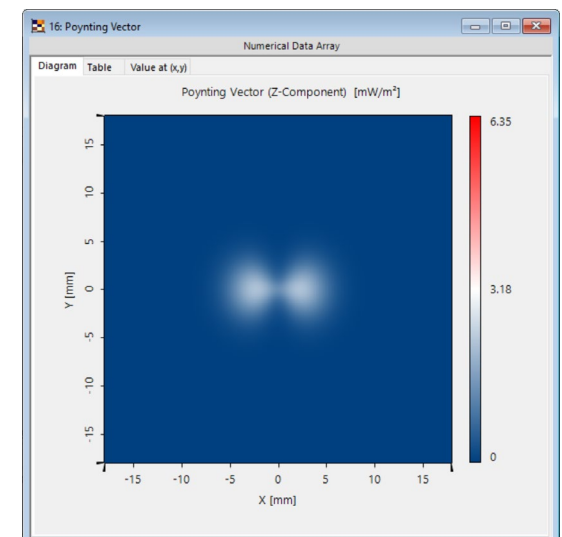 16: Poynting Vector
Numerical Data Array
Diagram Table Value at (x,y)
Poynting Vector (Z-Component) [mW/m²]
6.35
3.18
0
Y [mm]
15
10
5
0
-5
-10
-15
-15 -10 -5 0 5 10 15
X [mm]